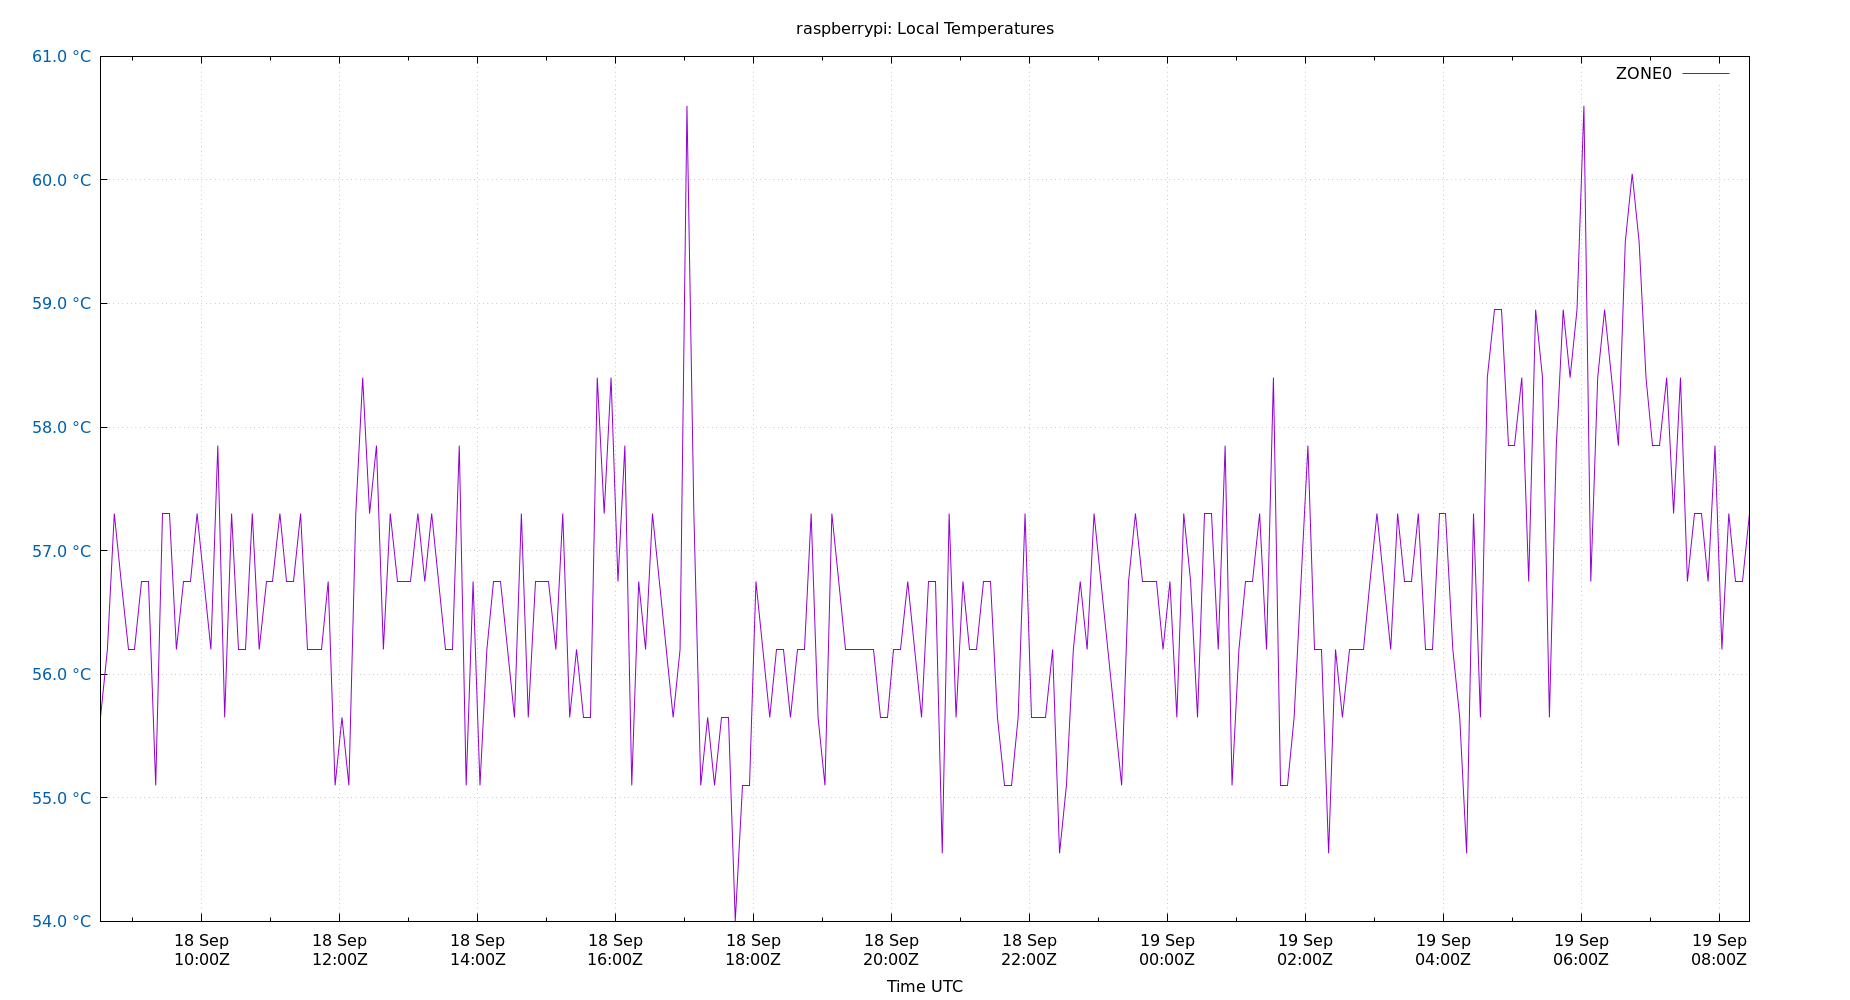 raspberrypi: Local Temperatures
61.0 °C
ZONE0
60.0 °C
59.0 °C
58.0 °C
57.0 °C
56.0 °C
55.0 °C
54.0 °C
18 Sep 18 Sep 18 Sep 18 Sep 18 Sep 18 Sep 18 Sep 19 Sep 19 Sep 19 Sep 19 Sep 19 Sep
10:00Z 12:00Z 14:00Z 16:00Z 18:00Z 20:00Z 22:00Z 00:00Z 02:00Z 04:00Z 06:00Z 08:00Z
Time UTC